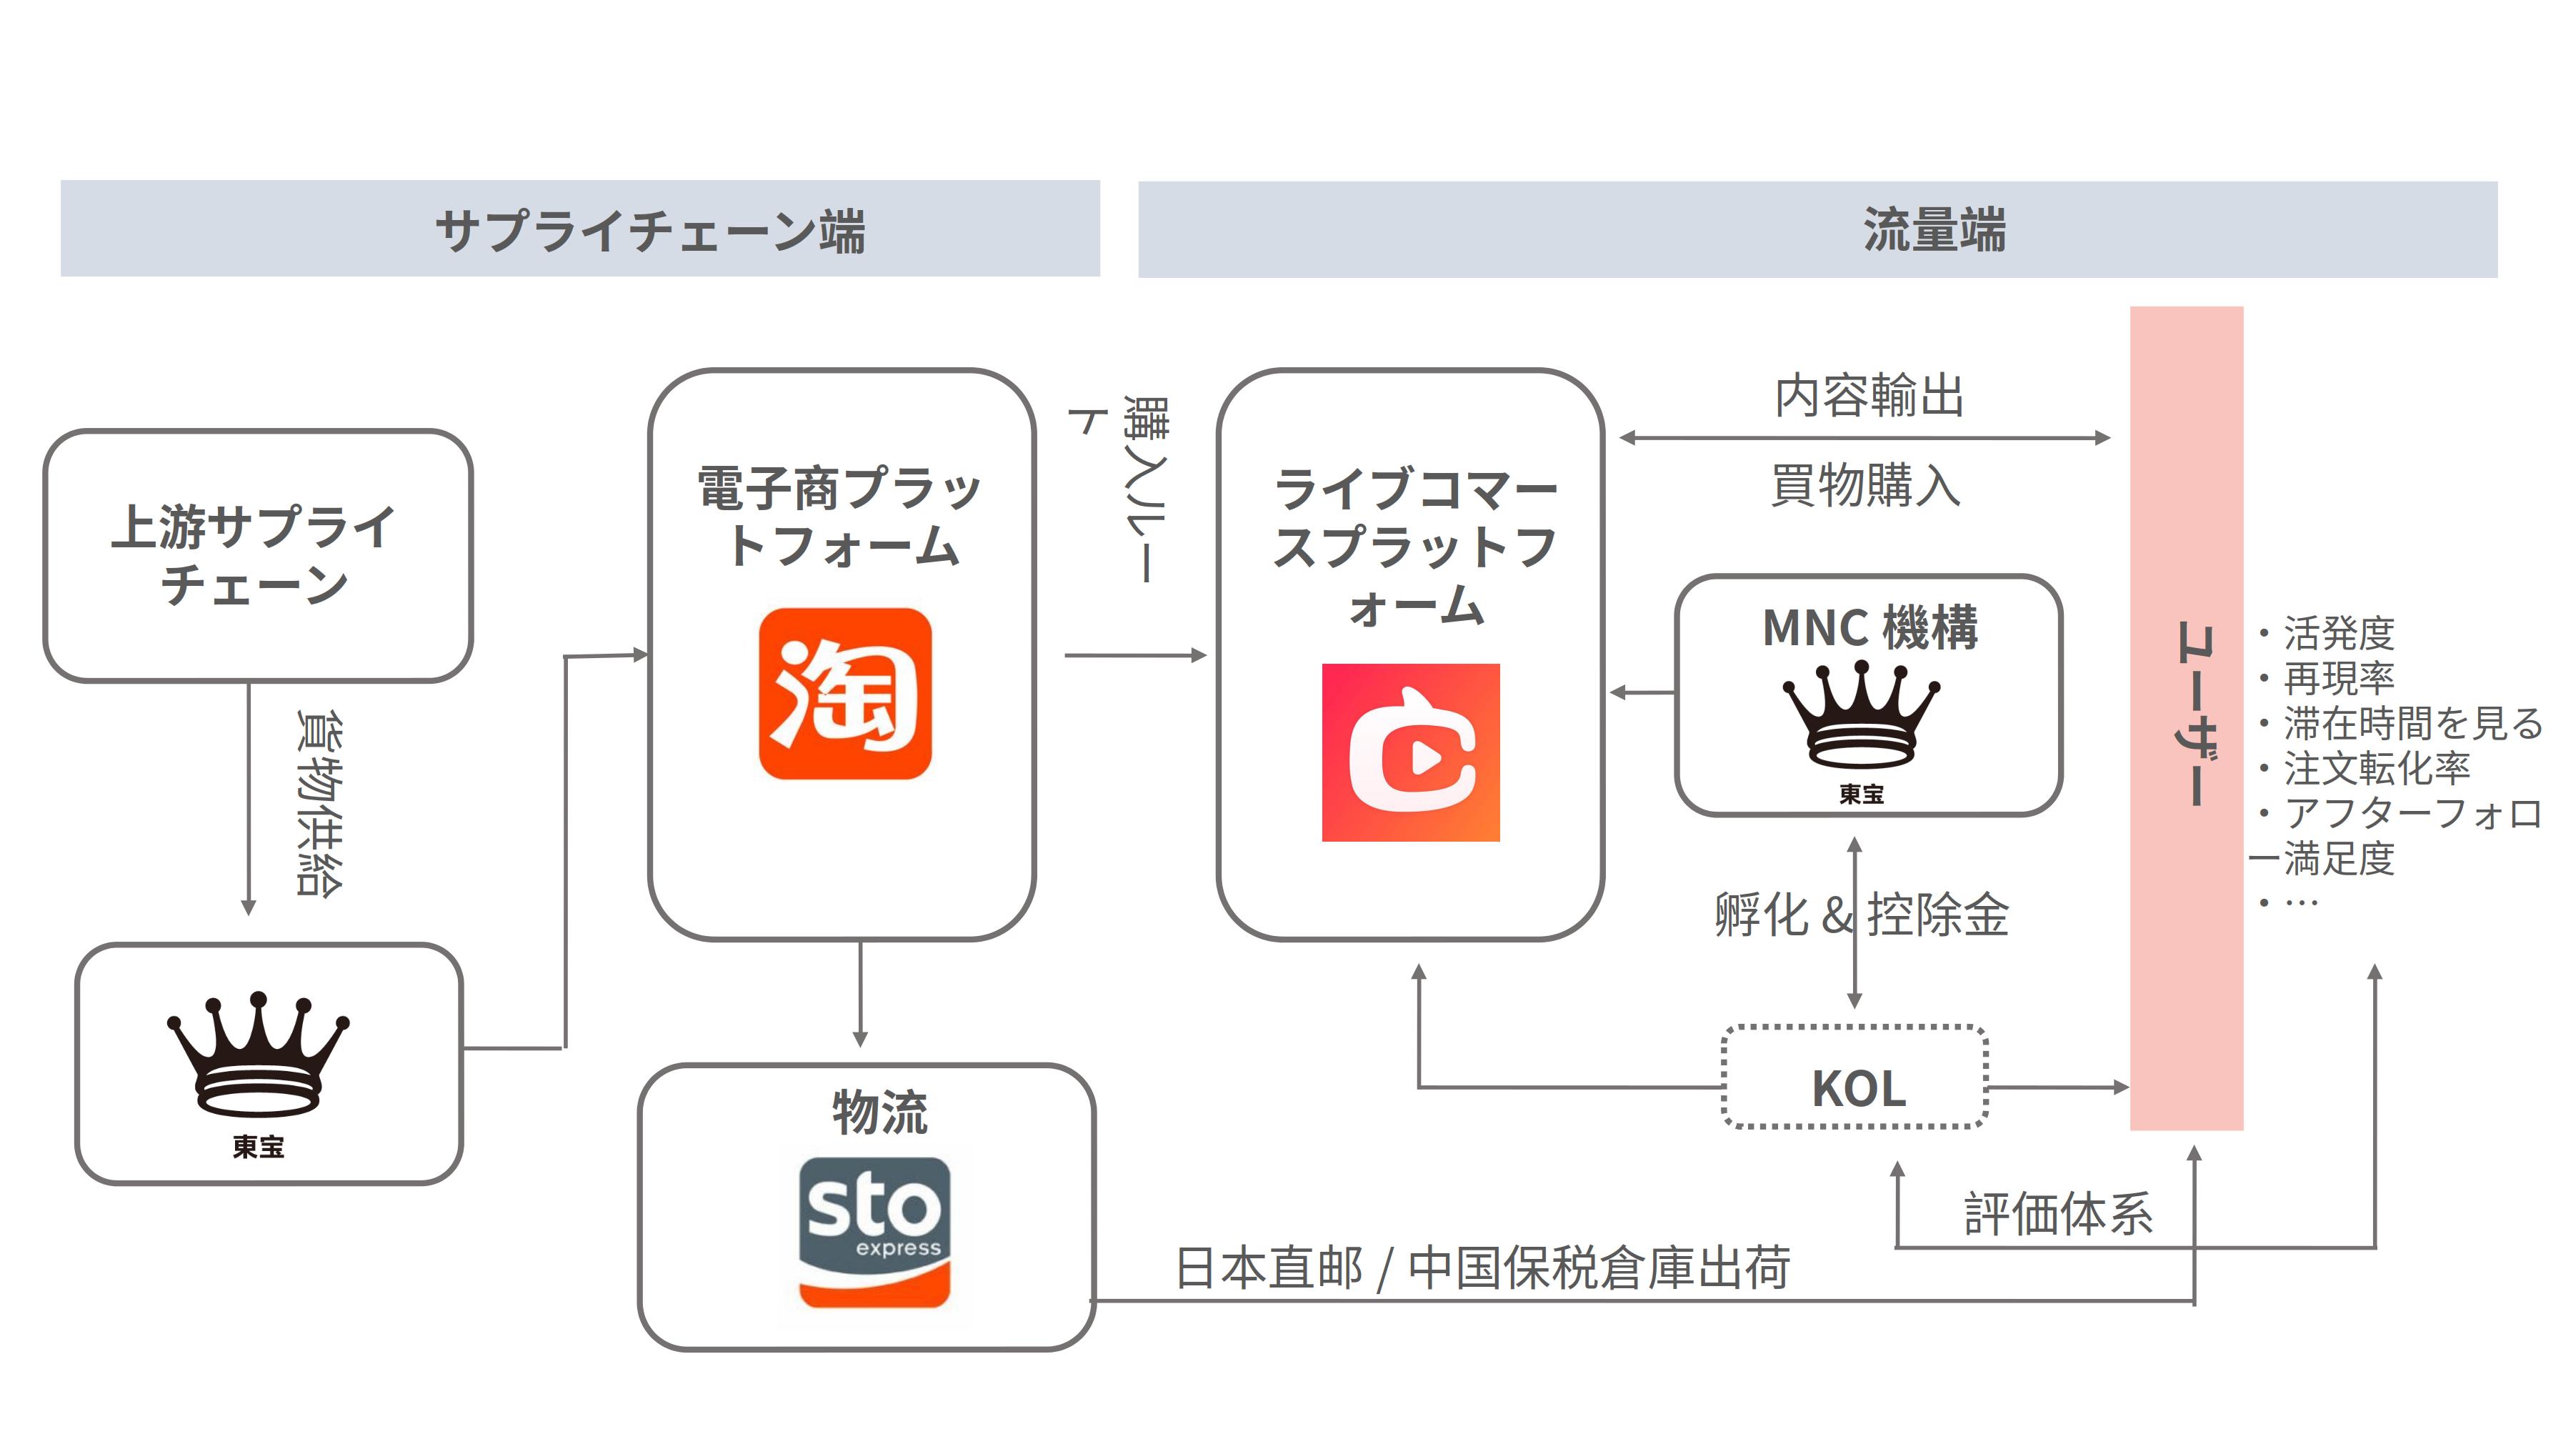 サプライチェーン端
流量端
上游サプライ
チェーン
貨物供給
東宝
電子商プラッ
トフォーム
淘
購入ルー
ト
物流
sto
express
日本直邮 / 中国保税倉庫出荷
ライブコマー
スプラットフ
ォーム
内容輸出
買物購入
MNC 機構
東宝
孵化 & 控除金
KOL
評価体系
ユーザー
・活発度
・再現率
・滞在時間を見る
・注文転化率
・アフターフォロ
ー満足度
・…